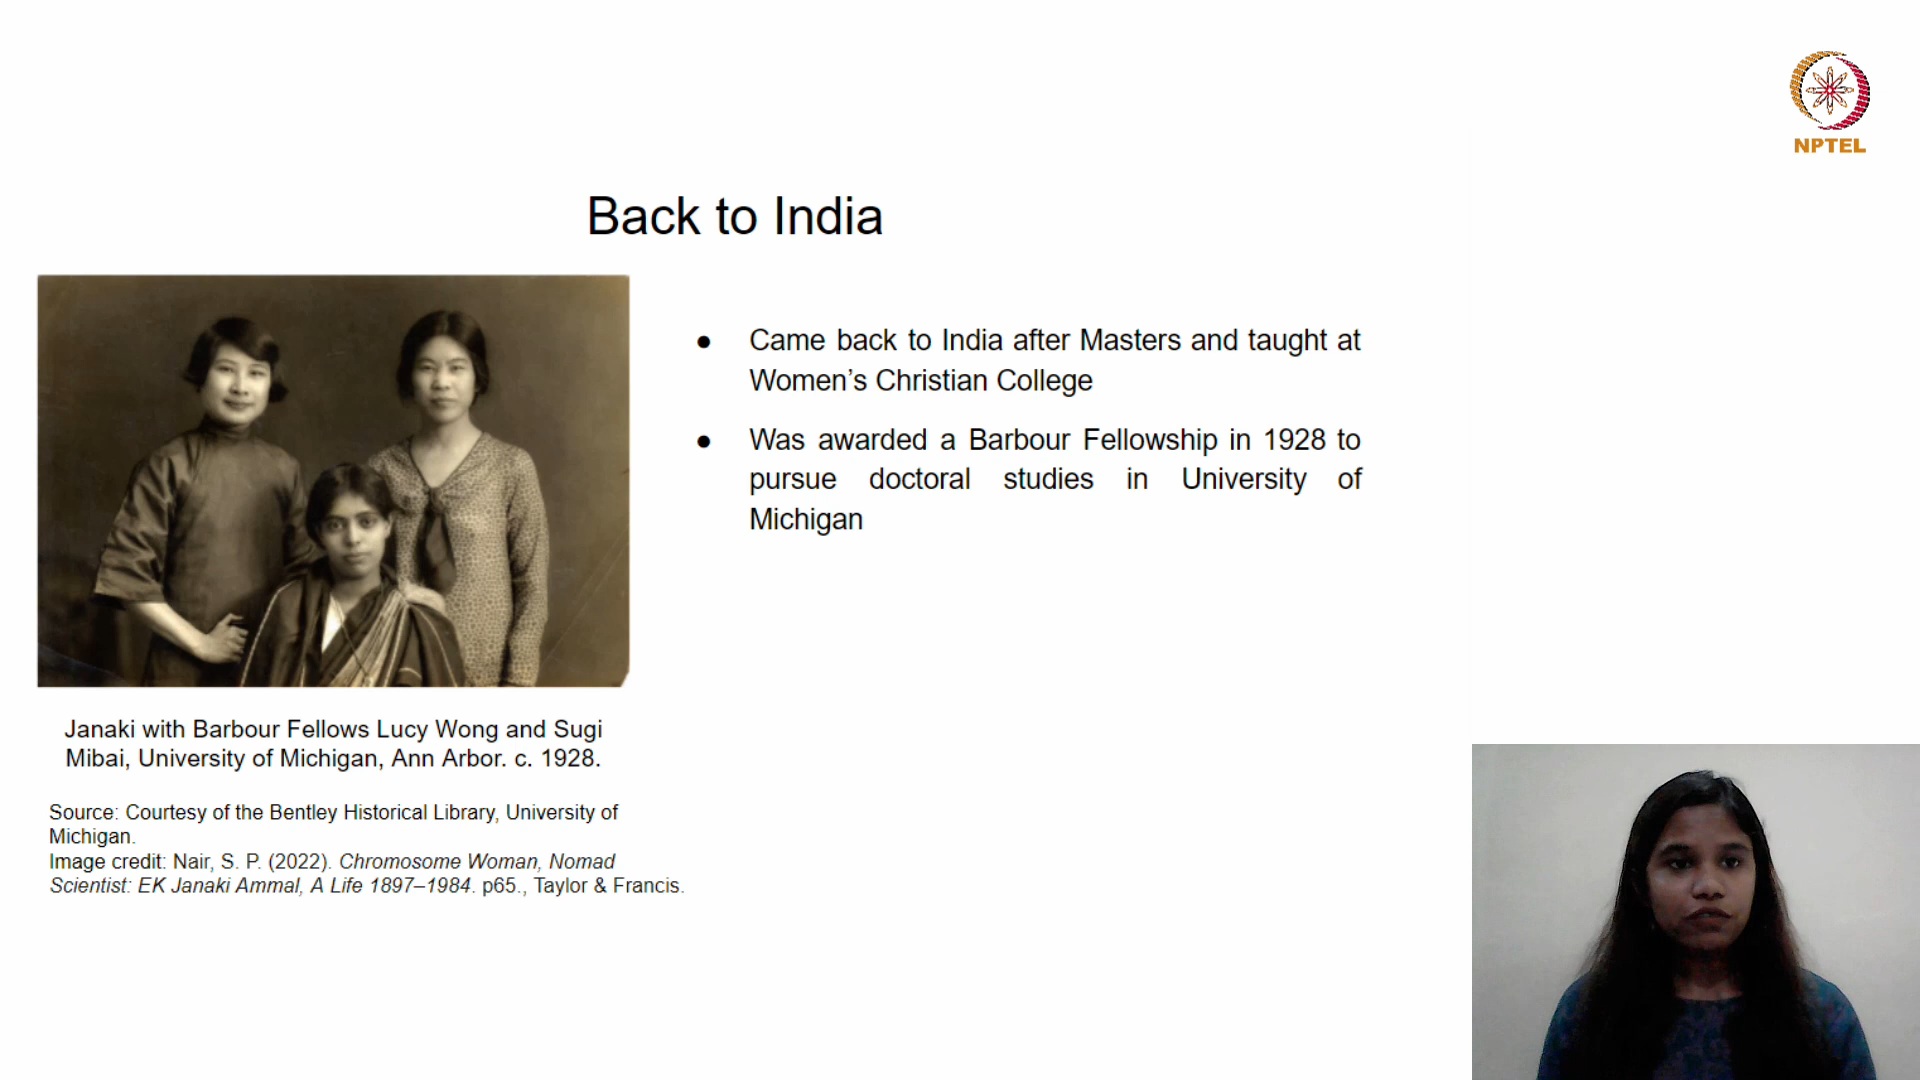 NPTEL
Back to India
● Came back to India after Masters and taught at
Women’s Christian College
● Was awarded a Barbour Fellowship in 1928 to
pursue doctoral studies in University of
Michigan
Janaki with Barbour Fellows Lucy Wong and Sugi
Mibai, University of Michigan, Ann Arbor. c. 1928.
Source: Courtesy of the Bentley Historical Library, University of
Michigan.
Image credit: Nair, S. P. (2022). Chromosome Woman, Nomad
Scientist: EK Janaki Ammal, A Life 1897–1984. p65., Taylor & Francis.